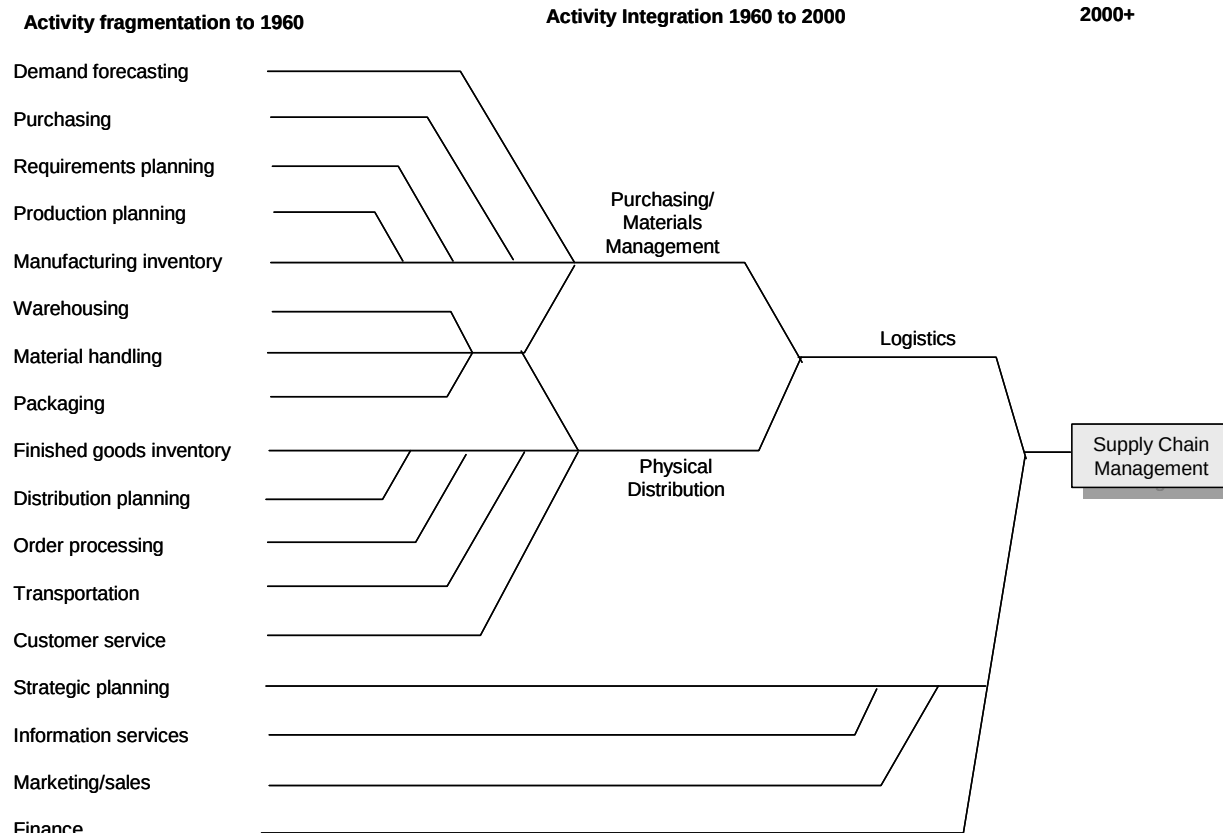 Activity fragmentation to 1960
Activity Integration 1960 to 2000
2000+
Demand forecasting
Purchasing
Requirements planning
Production planning
Manufacturing inventory
Warehousing
Material handling
Packaging
Finished goods inventory
Distribution planning
Order processing
Transportation
Customer service
Strategic planning
Information services
Marketing/sales
Finance
Purchasing/
Materials
Management
Physical
Distribution
Logistics
Supply Chain
Management